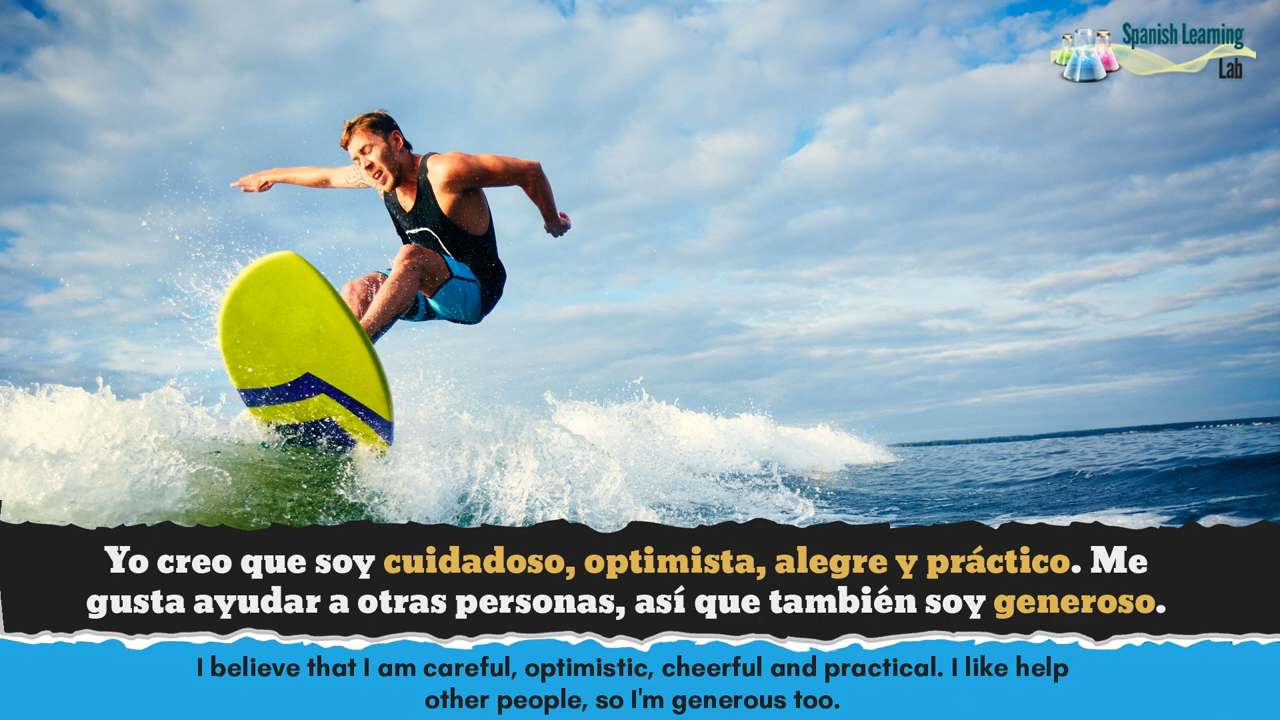 Spanish Learning
Lab
Yo creo que soy cuidadoso, optimista, alegre y práctico. Me
gusta ayudar a otras personas, así que también soy generoso.
I believe that I am careful, optimistic, cheerful and practical. I like help
other people, so I'm generous too.